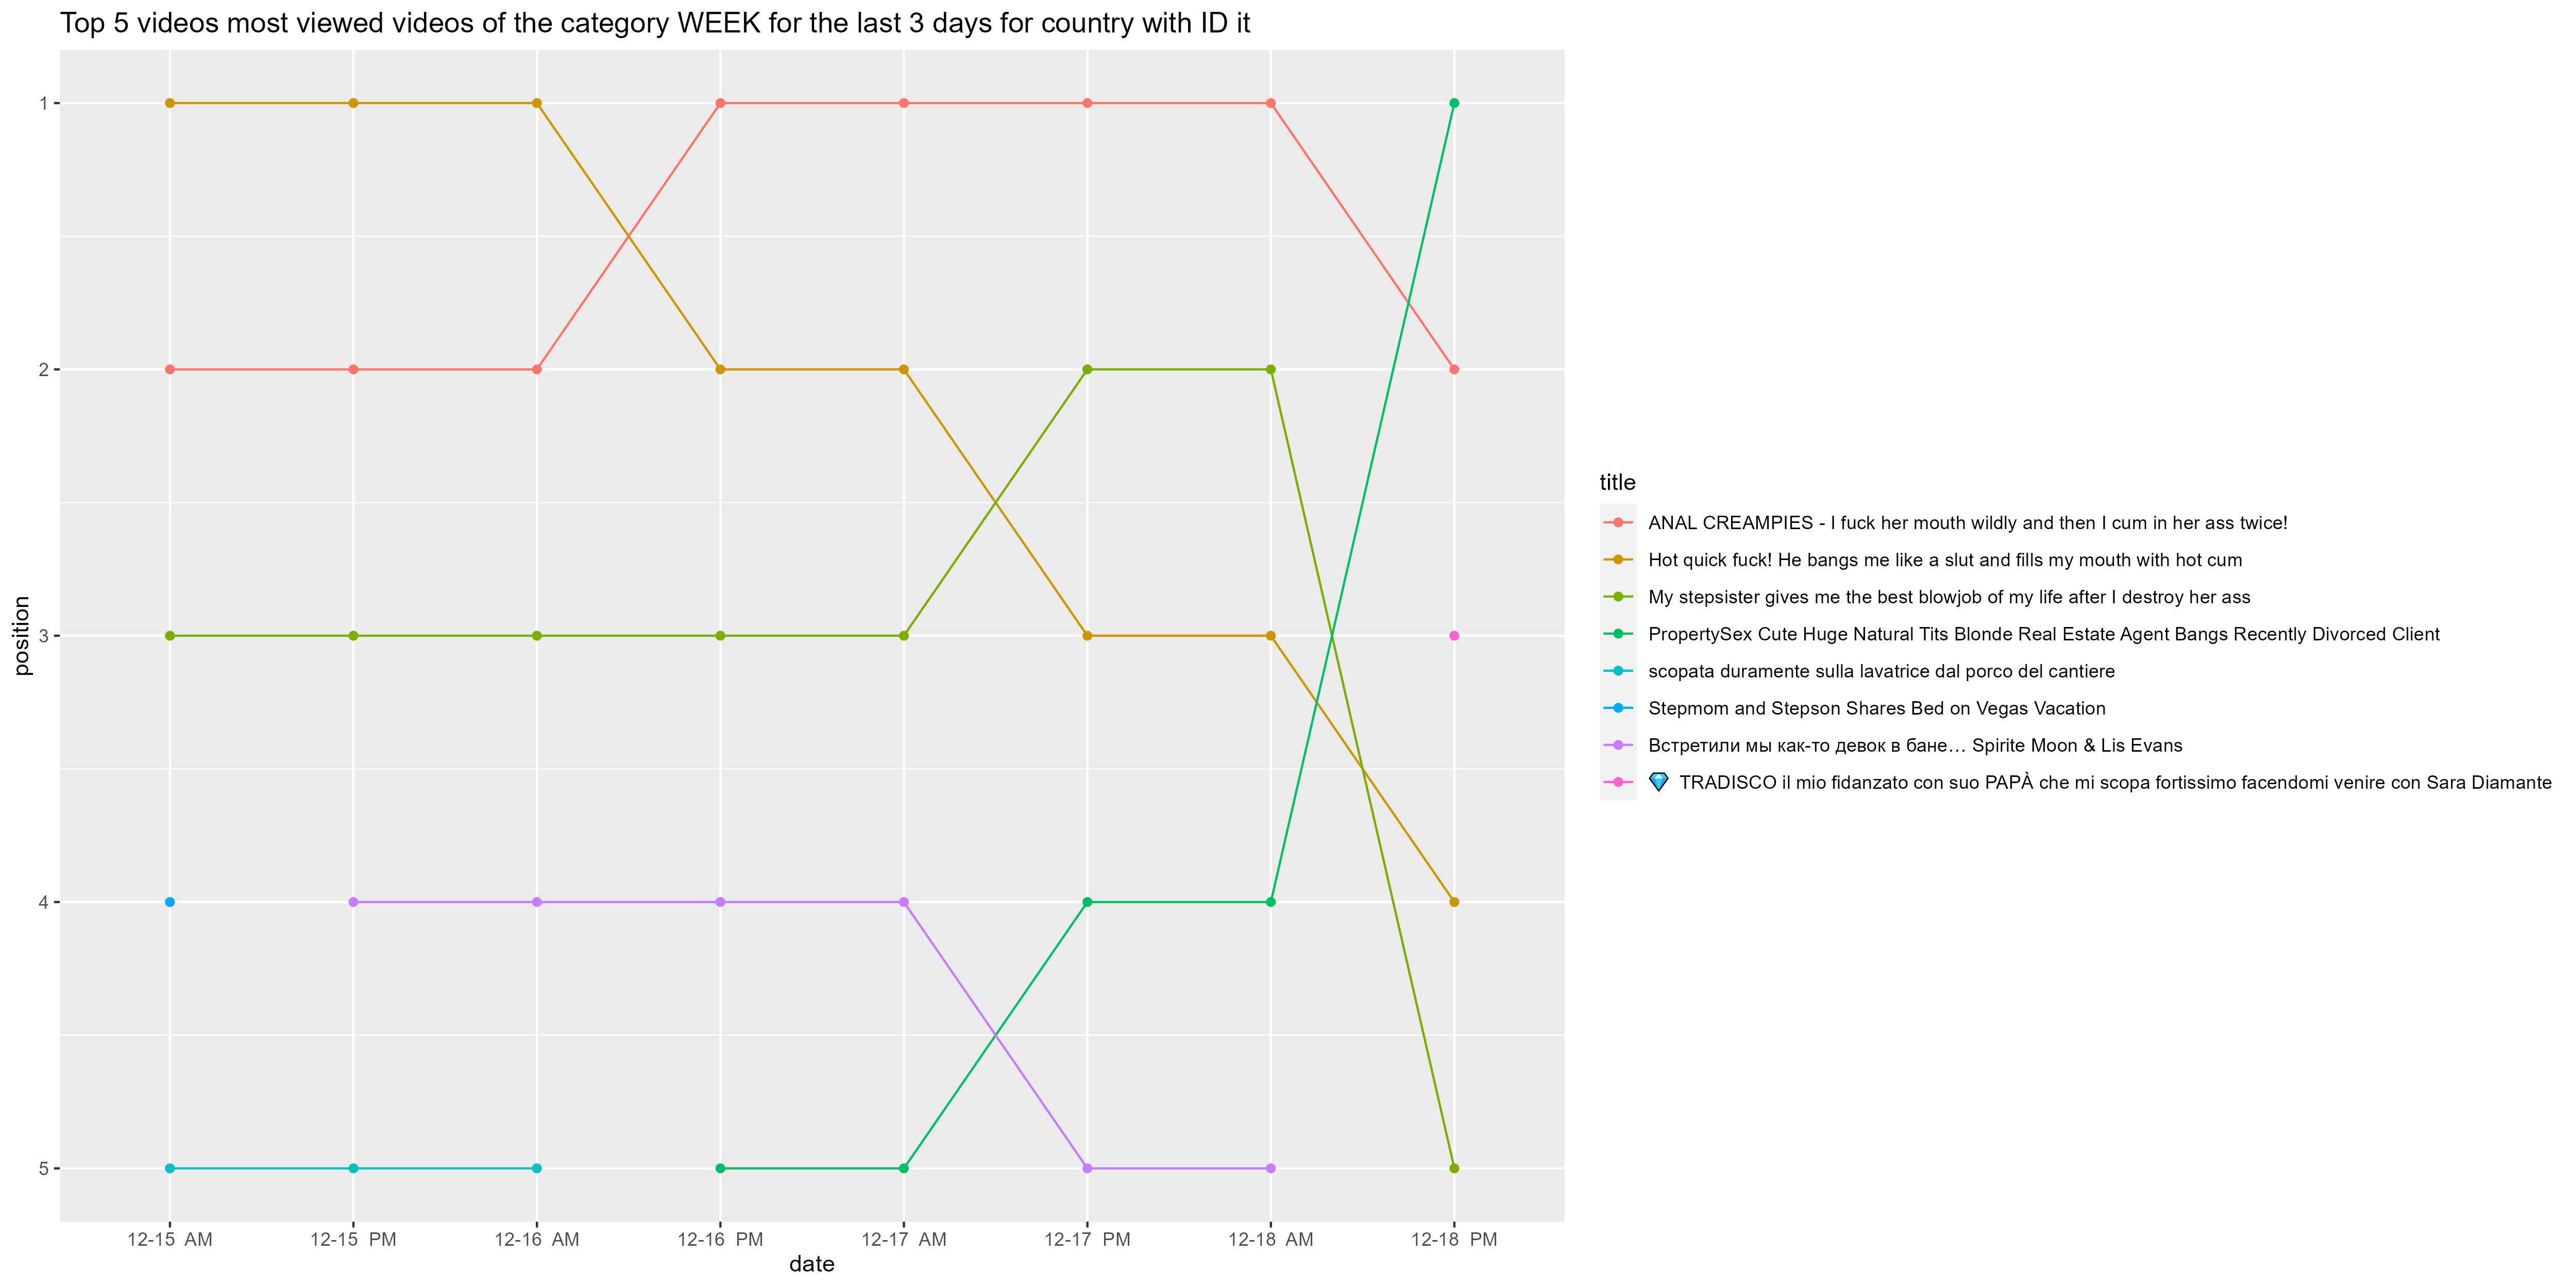 Top 5 videos most viewed videos of the category WEEK for the last 3 days for country with ID it
1
2
3
4
5
position
12-15 AM
12-15 PM
12-16 AM
12-16 PM
12-17 AM
12-17 PM
12-18 AM
12-18 PM
date
title
ANAL CREAMPIES - I fuck her mouth wildly and then I cum in her ass twice!
Hot quick fuck! He bangs me like a slut and fills my mouth with hot cum
My stepsister gives me the best blowjob of my life after I destroy her ass
PropertySex Cute Huge Natural Tits Blonde Real Estate Agent Bangs Recently Divorced Client
scopata duramente sulla lavatrice dal porco del cantiere
Stepmom and Stepson Shares Bed on Vegas Vacation
Встретили мы как-то девок в бане… Spirite Moon & Lis Evans
💎 TRADISCO il mio fidanzato con suo PAPÀ che mi scopa fortissimo facendomi venire con Sara Diamante